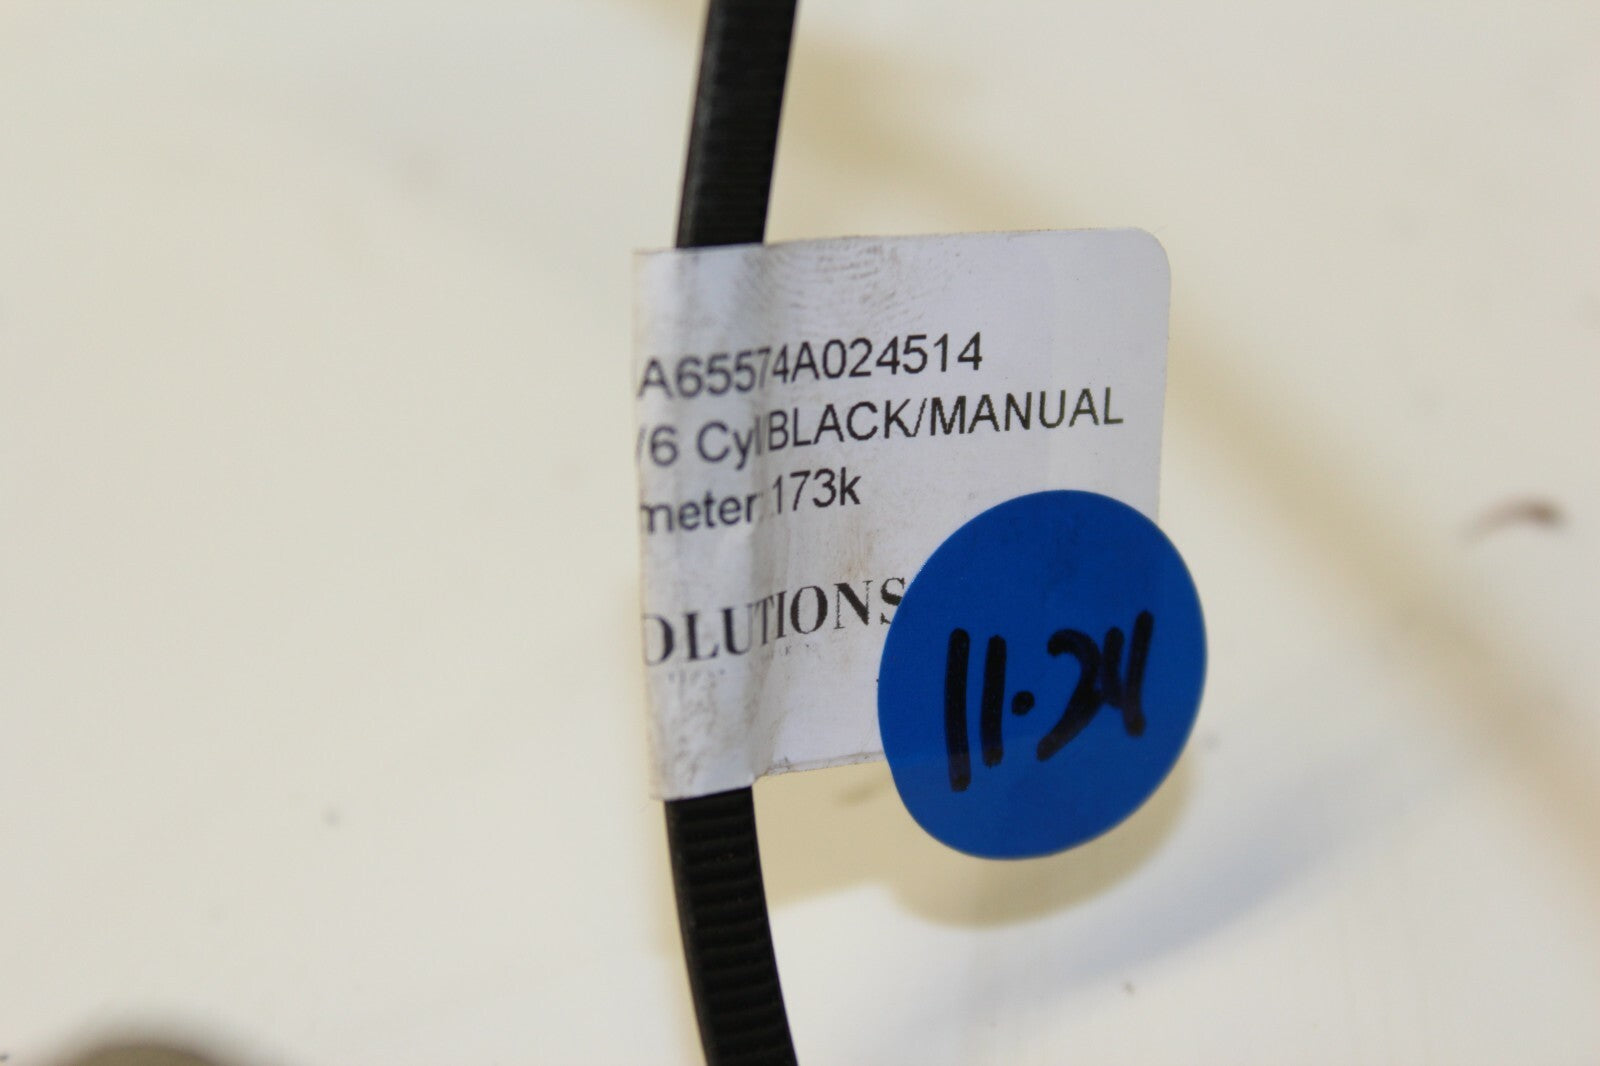 A65574A024514
/6 Cyl/BLACK/MANUAL
meter: 173k
OLUTIONS
11.24